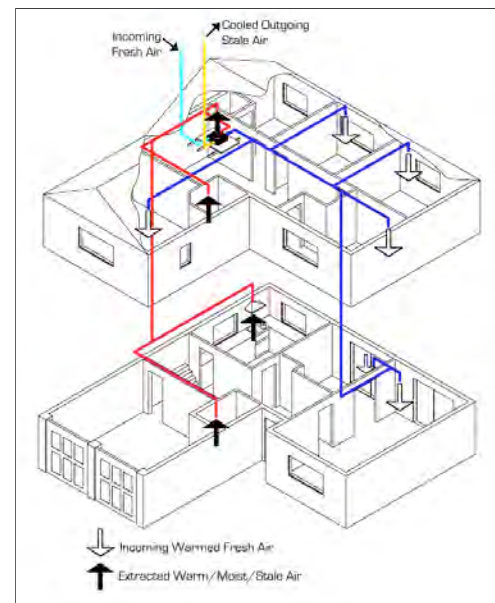 Incoming
Fresh Air
Cooled Outgoing
Stale Air
Incoming Warmed Fresh Air
Extracted Warm/Moist/Stale Air